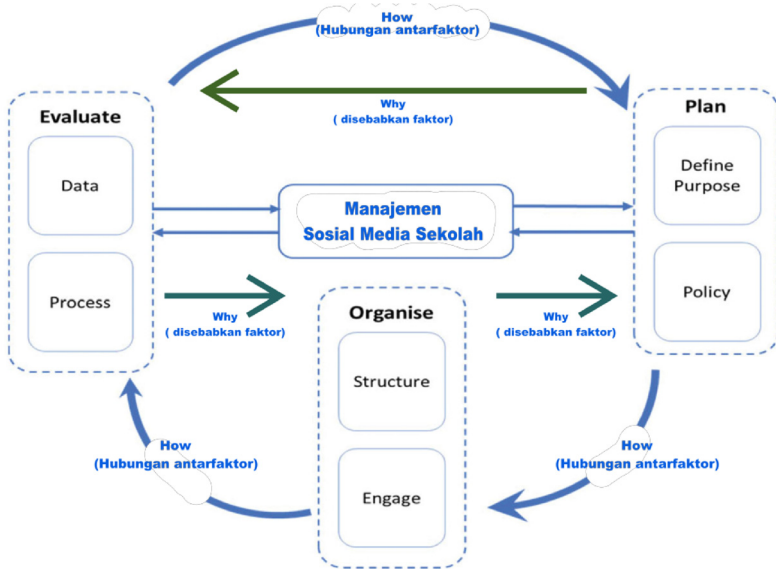 How
(Hubungan antarfaktor)
Why
( disebabkan faktor)
Evaluate
Data
Process
Manajemen
Sosial Media Sekolah
Plan
Define
Purpose
Policy
Why
( disebabkan faktor)
Organise
Structure
Engage
Why
( disebabkan faktor)
How
(Hubungan antarfaktor)
How
(Hubungan antarfaktor)